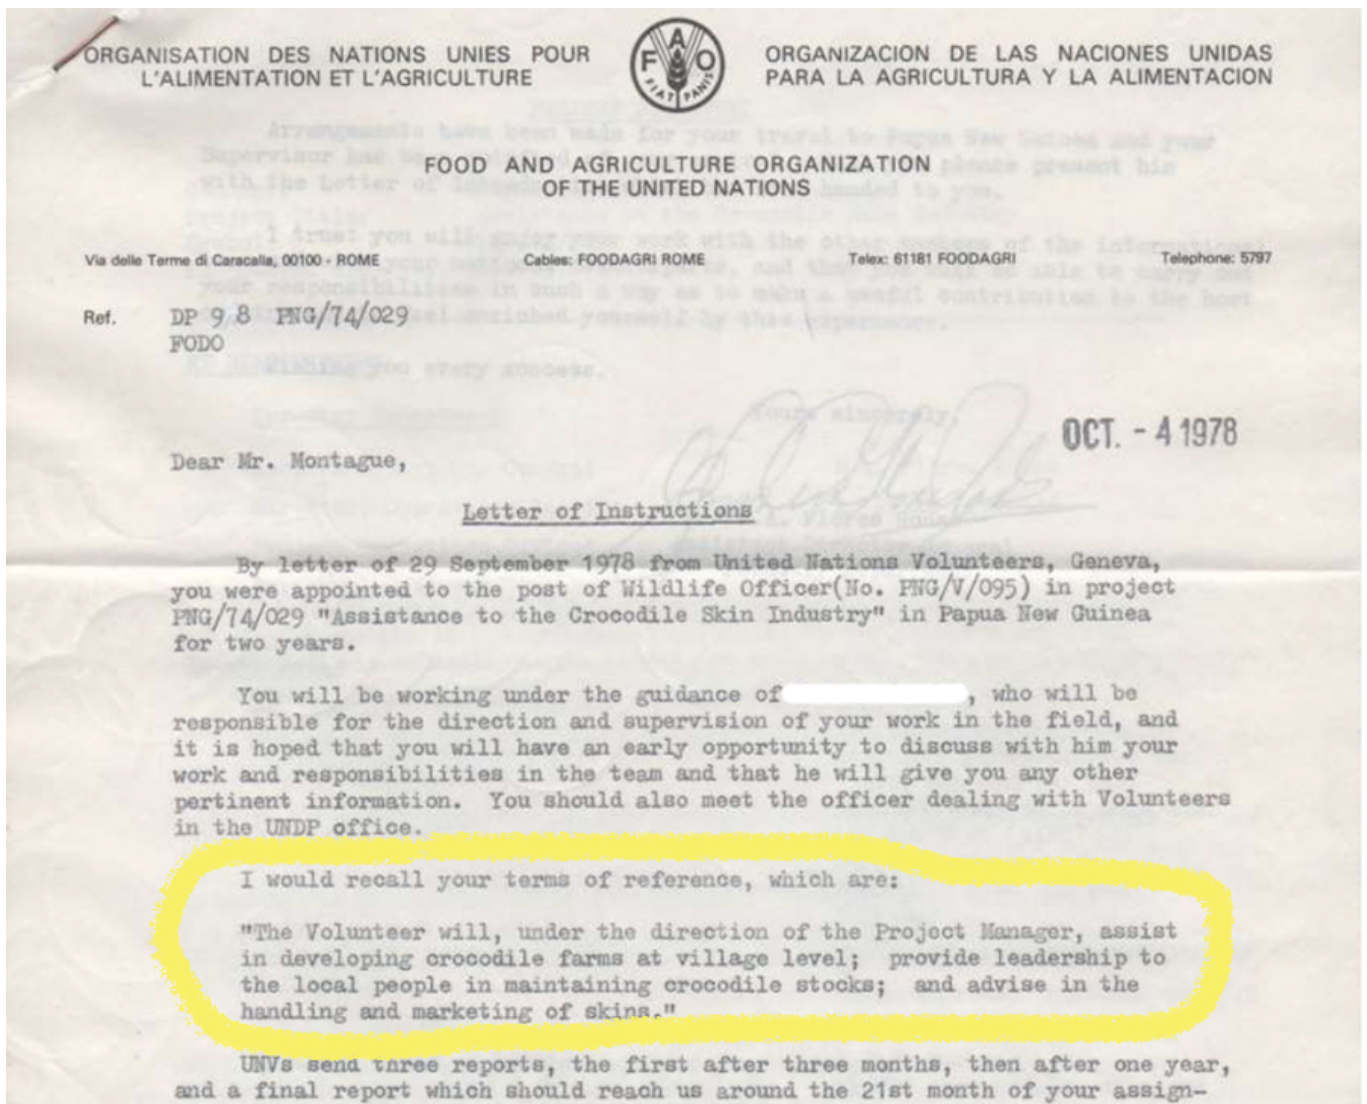 ORGANISATION DES NATIONS UNIES POUR
L'ALIMENTATION ET L'AGRICULTURE
F A O
FIAT PANIS
ORGANIZACION DE LAS NACIONES UNIDAS
PARA LA AGRICULTURA Y LA ALIMENTACION
FOOD AND AGRICULTURE ORGANIZATION
OF THE UNITED NATIONS
Via delle Terme di Caracalla, 00100 - ROME Cables: FOODAGRI ROME Telex: 61181 FOODAGRI Telephone: 5797
Ref. DP 9/8 PNG/74/029
FODO
OCT. - 4 1978
Dear Mr. Montague,
Letter of Instructions
By letter of 29 September 1978 from United Nations Volunteers, Geneva,
you were appointed to the post of Wildlife Officer(No. PNG/V/095) in project
PNG/74/029 "Assistance to the Crocodile Skin Industry" in Papua New Guinea
for two years.
You will be working under the guidance of , who will be
responsible for the direction and supervision of your work in the field, and
it is hoped that you will have an early opportunity to discuss with him your
work and responsibilities in the team and that he will give you any other
pertinent information. You should also meet the officer dealing with Volunteers
in the UNDP office.
I would recall your terms of reference, which are:
"The Volunteer will, under the direction of the Project Manager, assist
in developing crocodile farms at village level; provide leadership to
the local people in maintaining crocodile stocks; and advise in the
handling and marketing of skins."
UNVs send three reports, the first after three months, then after one year,
and a final report which should reach us around the 21st month of your assign-